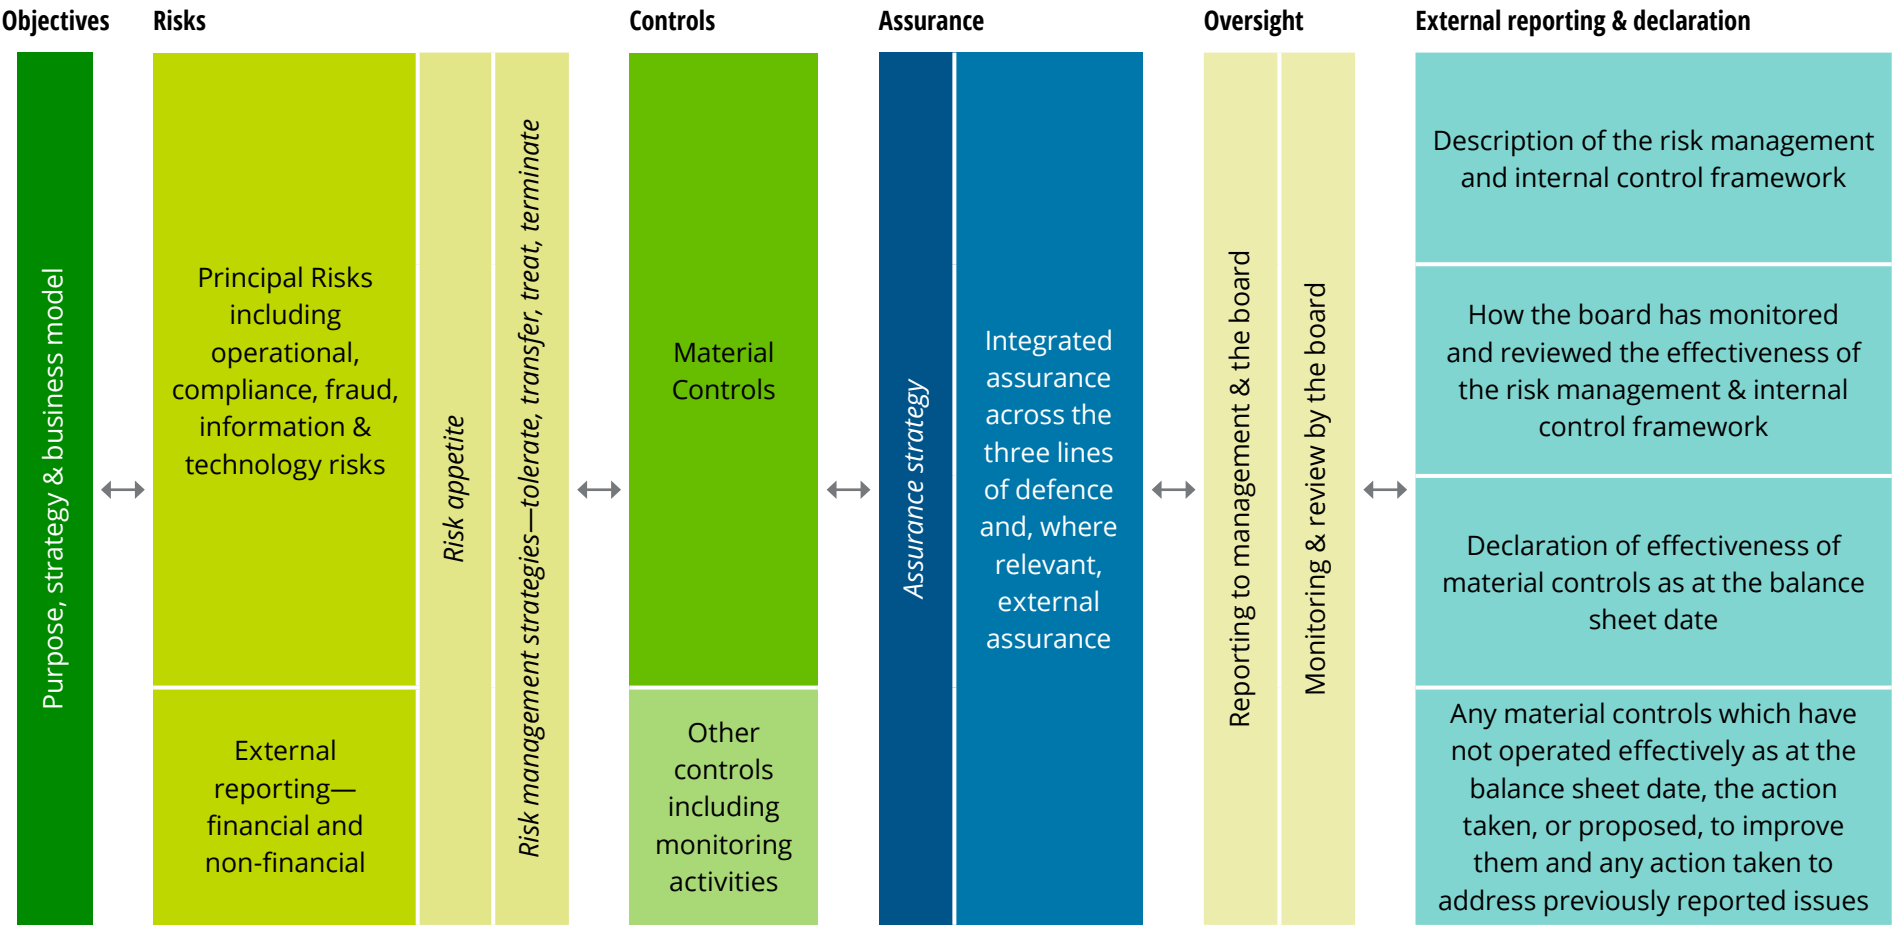 Objectives
Risks
Controls
Assurance
Oversight
External reporting & declaration
Purpose, strategy & business model
Principal Risks
including
operational,
compliance, fraud,
information &
technology risks
External
reporting—
financial and
non-financial
Risk appetite
Risk management strategies—tolerate, transfer, treat, terminate
Material
Controls
Other
controls
including
monitoring
activities
Assurance strategy
Integrated
assurance
across the
three lines
of defence
and, where
relevant,
external
assurance
Reporting to management & the board
Monitoring & review by the board
Description of the risk management
and internal control framework
How the board has monitored
and reviewed the effectiveness of
the risk management & internal
control framework
Declaration of effectiveness of
material controls as at the balance
sheet date
Any material controls which have
not operated effectively as at the
balance sheet date, the action
taken, or proposed, to improve
them and any action taken to
address previously reported issues